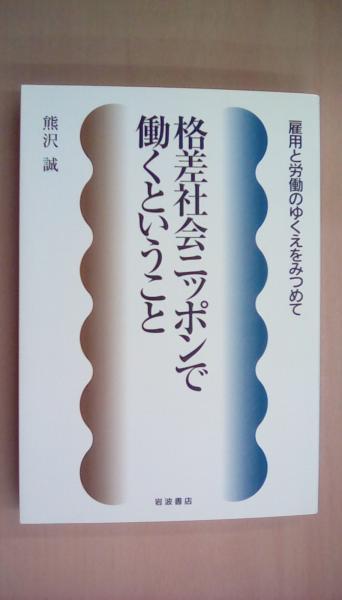 雇用と労働のゆくえをみつめて
格差社会ニッポンで
働くということ
熊沢 誠
岩波書店